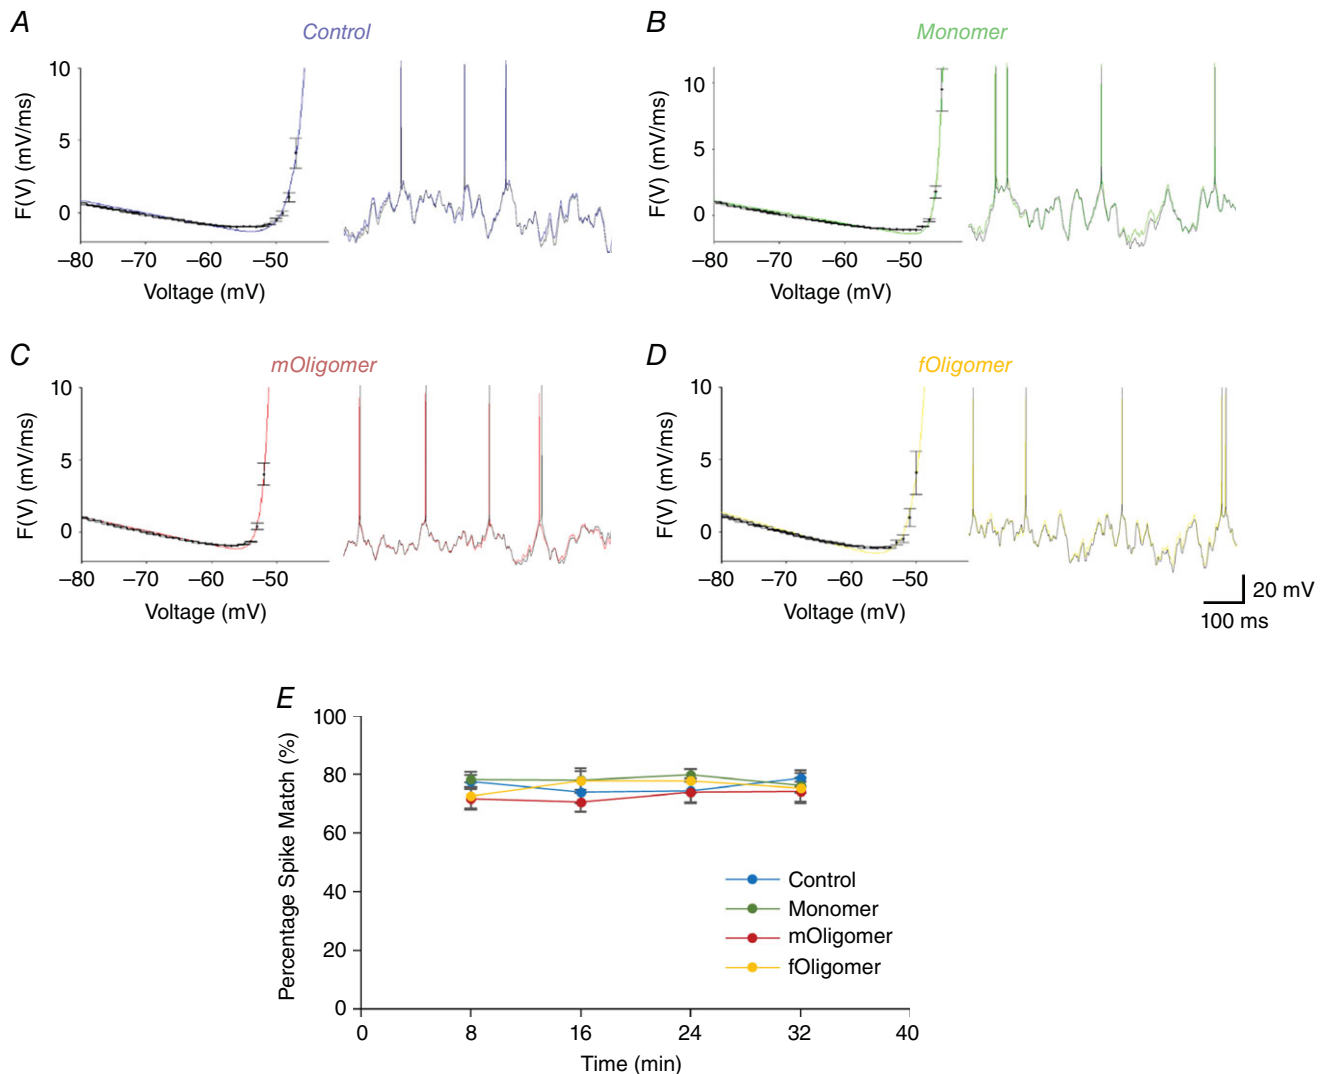 A
Control
F(V) (mV/ms)
10
5
0
–80 –70 –60 –50
Voltage (mV)
B
Monomer
F(V) (mV/ms)
10
5
0
–80 –70 –60 –50
Voltage (mV)
C
mOligomer
F(V) (mV/ms)
10
5
0
–80 –70 –60 –50
Voltage (mV)
D
fOligomer
F(V) (mV/ms)
10
5
0
–80 –70 –60 –50
Voltage (mV)
20 mV
100 ms
E
Percentage Spike Match (%)
100
80
60
40
20
0
Control
Monomer
mOligomer
fOligomer
0 8 16 24 32 40
Time (min)